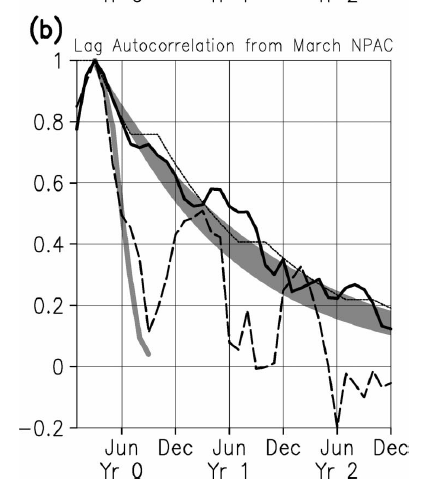 (b)
Lag Autocorrelation from March NPAC
1
0.8
0.6
0.4
0.2
0
−0.2
Jun Dec Jun Dec Jun Dec
Yr 0 Yr 1 Yr 2